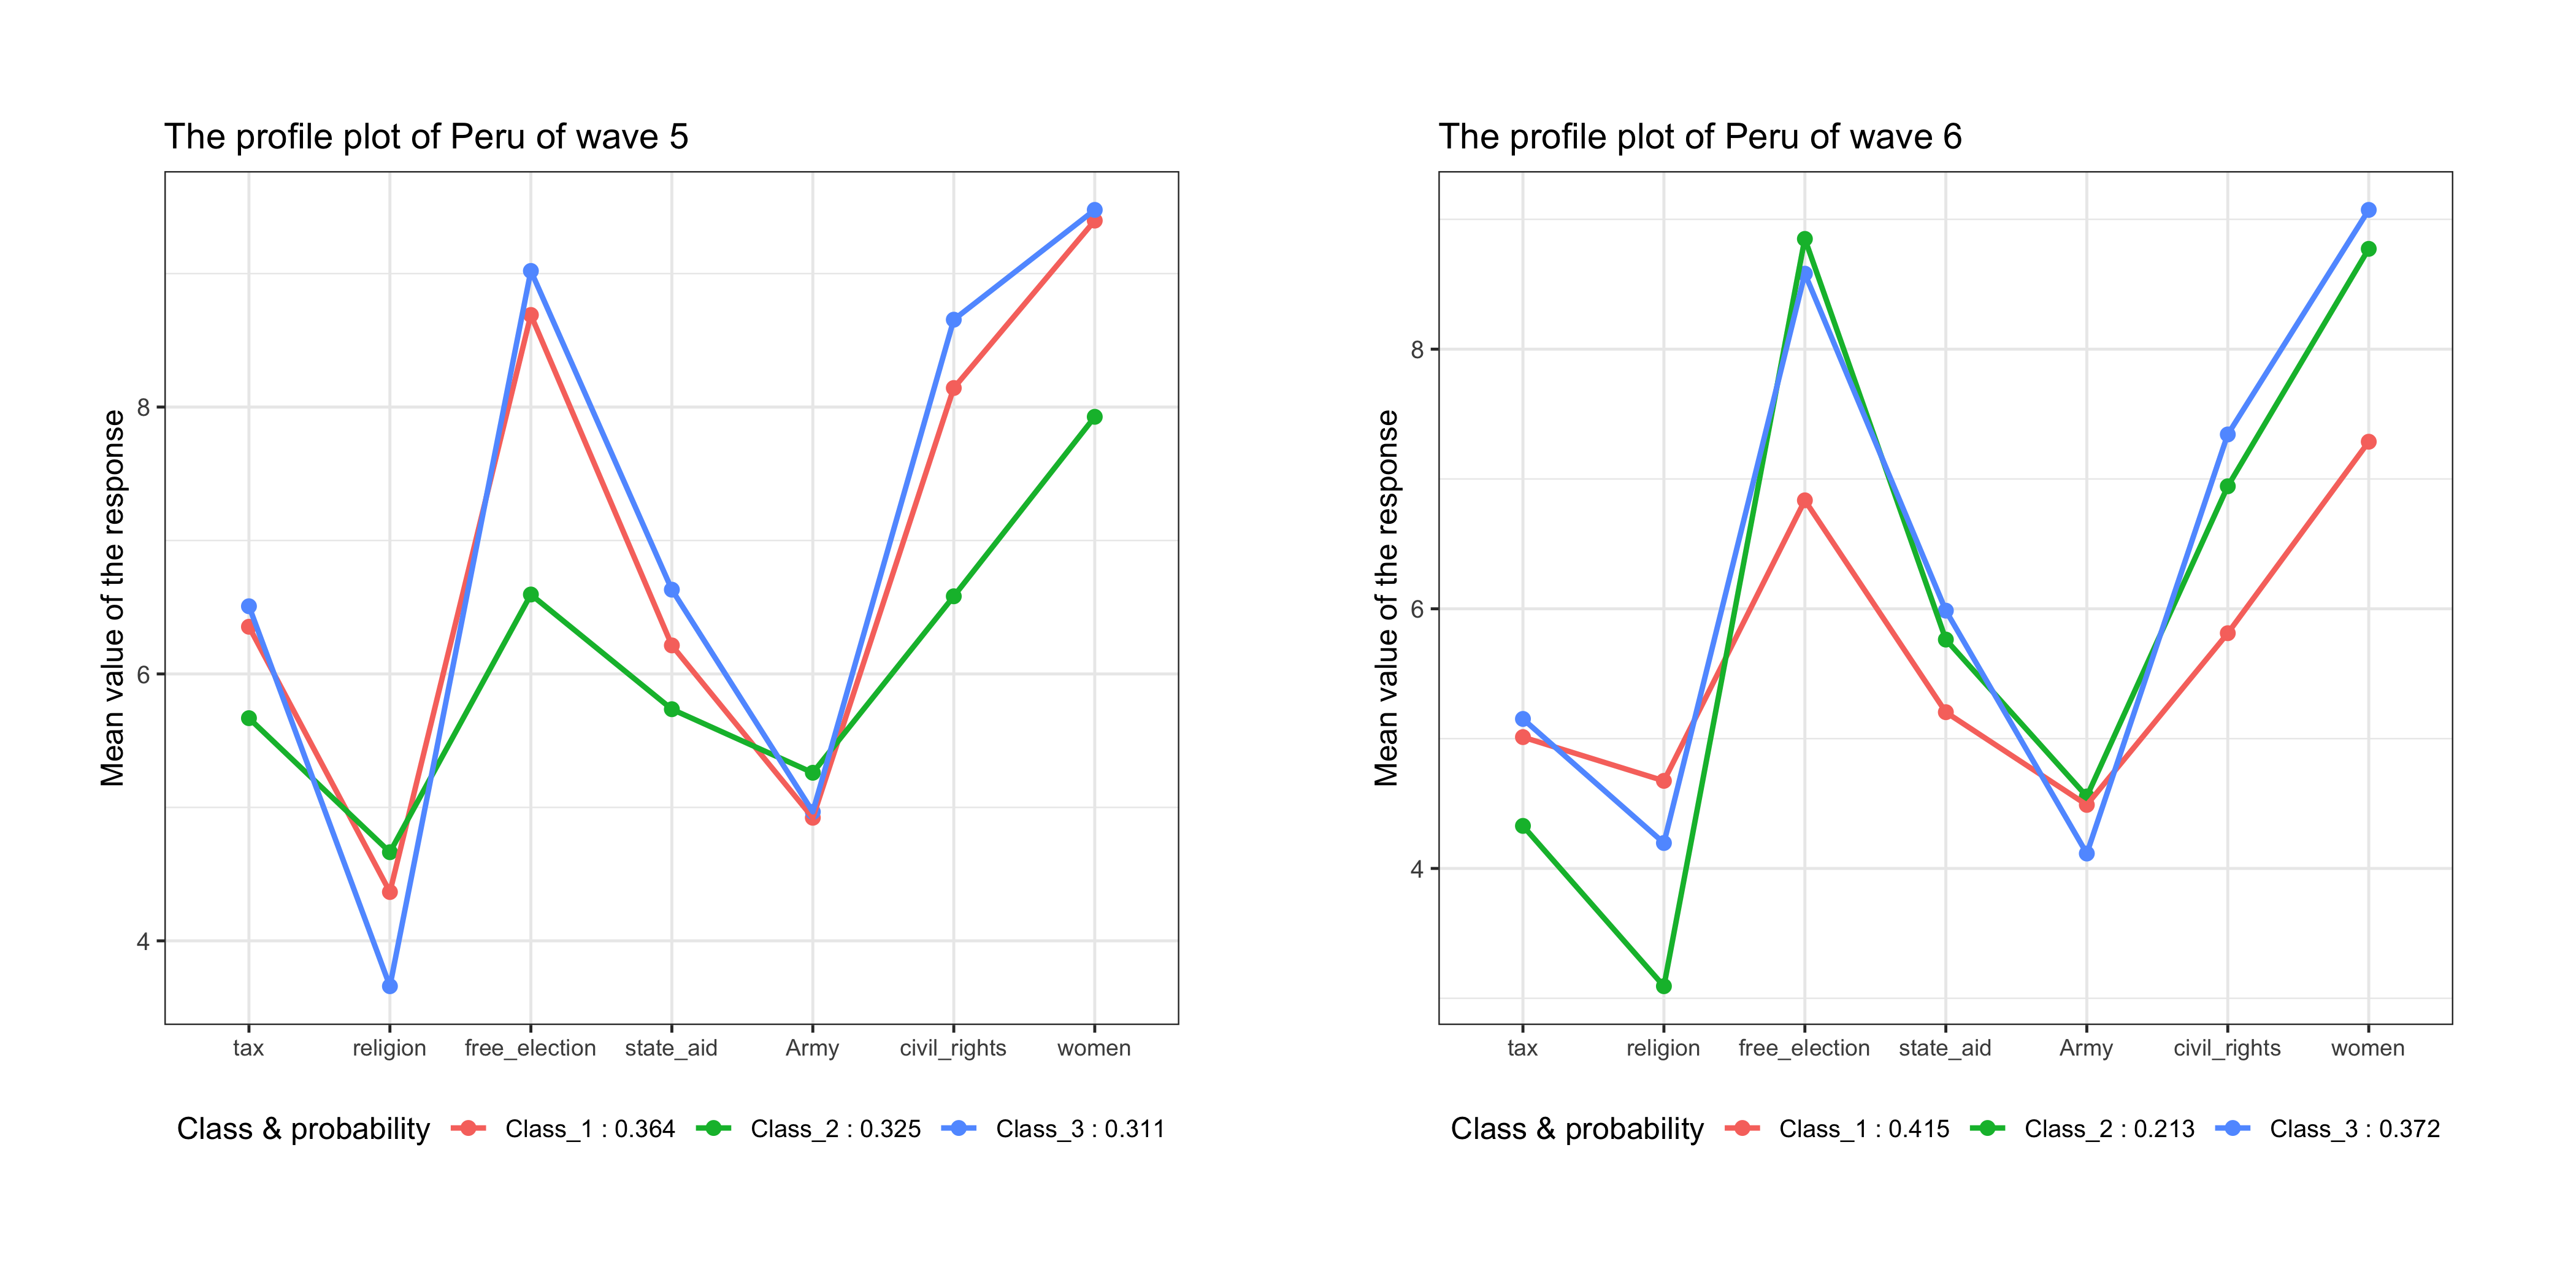 The profile plot of Peru of wave 5
Mean value of the response
8
6
4
tax religion free_election state_aid Army civil_rights women
Class & probability Class_1 : 0.364 Class_2 : 0.325 Class_3 : 0.311
The profile plot of Peru of wave 6
Mean value of the response
8
6
4
tax religion free_election state_aid Army civil_rights women
Class & probability Class_1 : 0.415 Class_2 : 0.213 Class_3 : 0.372